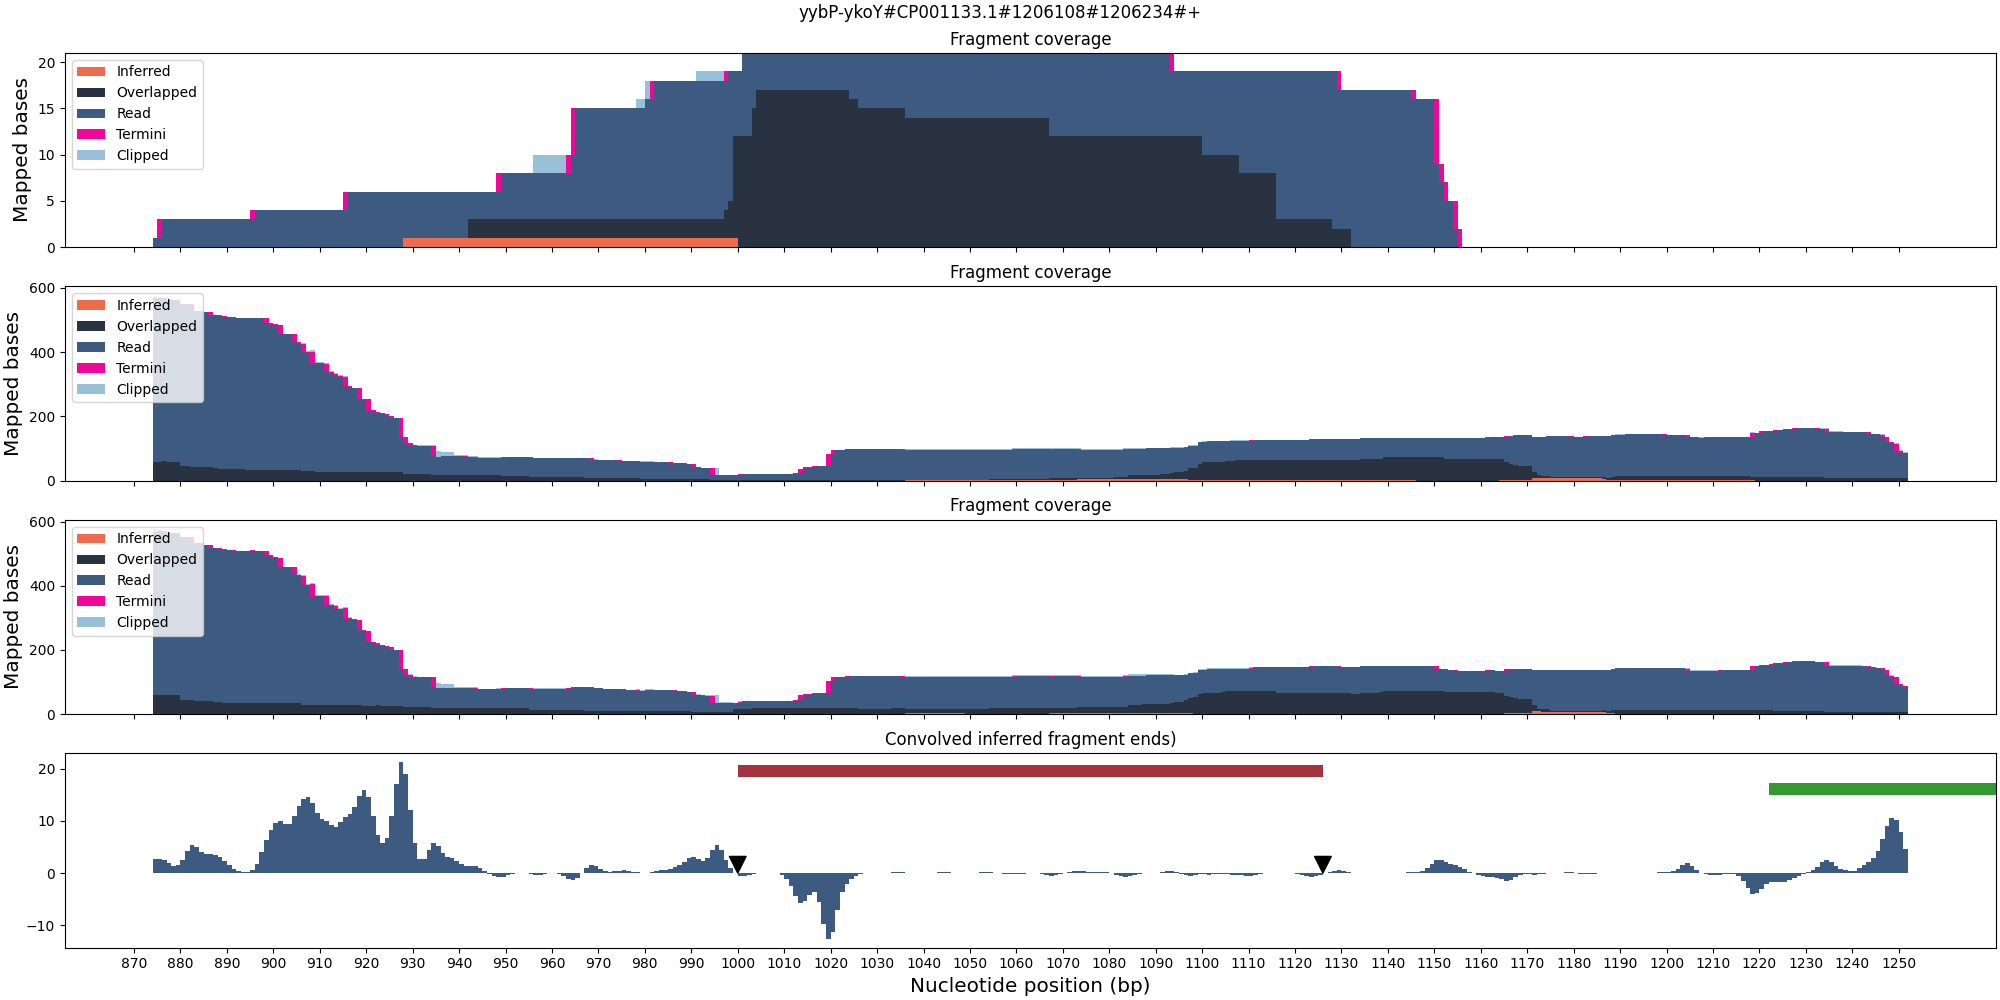 yybP-ykoY#CP001133.1#1206108#1206234#+
Fragment coverage
Mapped bases
20
15
10
5
0
Inferred
Overlapped
Read
Termini
Clipped
Fragment coverage
Mapped bases
600
400
200
0
Inferred
Overlapped
Read
Termini
Clipped
Fragment coverage
Mapped bases
600
400
200
0
Inferred
Overlapped
Read
Termini
Clipped
Convolved inferred fragment ends)
20
10
0
−10
870 880 890 900 910 920 930 940 950 960 970 980 990 1000 1010 1020 1030 1040 1050 1060 1070 1080 1090 1100 1110 1120 1130 1140 1150 1160 1170 1180 1190 1200 1210 1220 1230 1240 1250
Nucleotide position (bp)